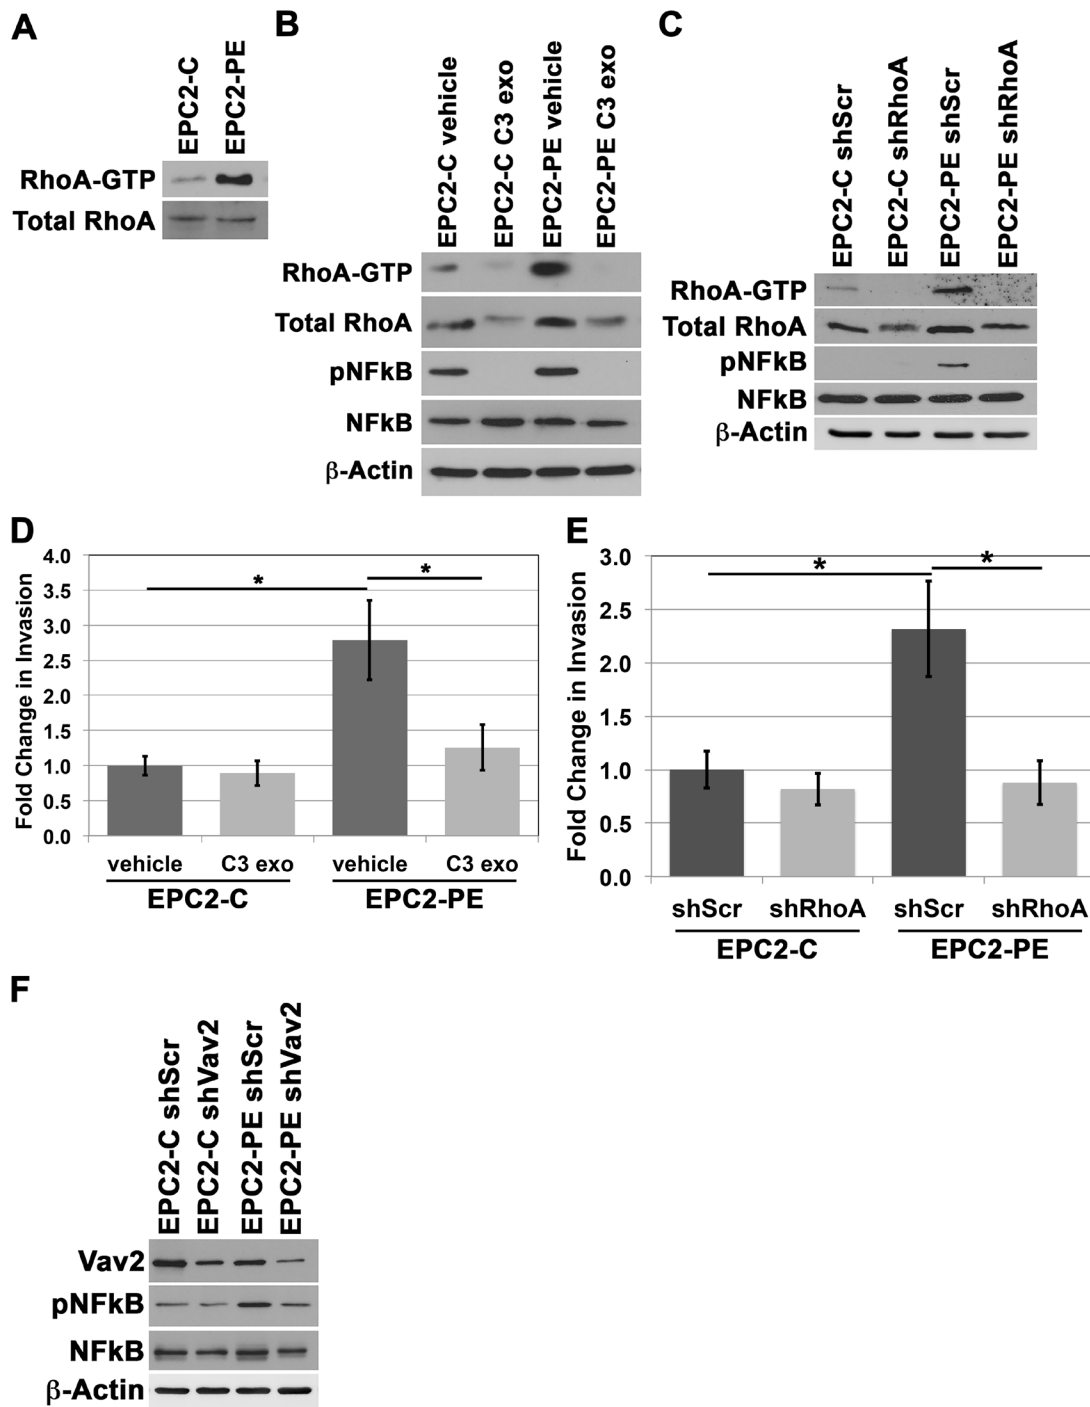 A
EPC2-C
EPC2-PE
RhoA-GTP
Total RhoA
B
EPC2-C vehicle
EPC2-C C3 exo
EPC2-PE vehicle
EPC2-PE C3 exo
RhoA-GTP
Total RhoA
pNFkB
NFkB
β-Actin
C
EPC2-C shScr
EPC2-C shRhoA
EPC2-PE shScr
EPC2-PE shRhoA
RhoA-GTP
Total RhoA
pNFkB
NFkB
β-Actin
D
Fold Change in Invasion
4.0
3.5
3.0
2.5
2.0
1.5
1.0
0.5
0.0
*
*
vehicle C3 exo vehicle C3 exo
EPC2-C EPC2-PE
E
Fold Change in Invasion
3.0
2.5
2.0
1.5
1.0
0.5
0.0
*
*
shScr shRhoA shScr shRhoA
EPC2-C EPC2-PE
F
EPC2-C shScr
EPC2-C shVav2
EPC2-PE shScr
EPC2-PE shVav2
Vav2
pNFkB
NFkB
β-Actin